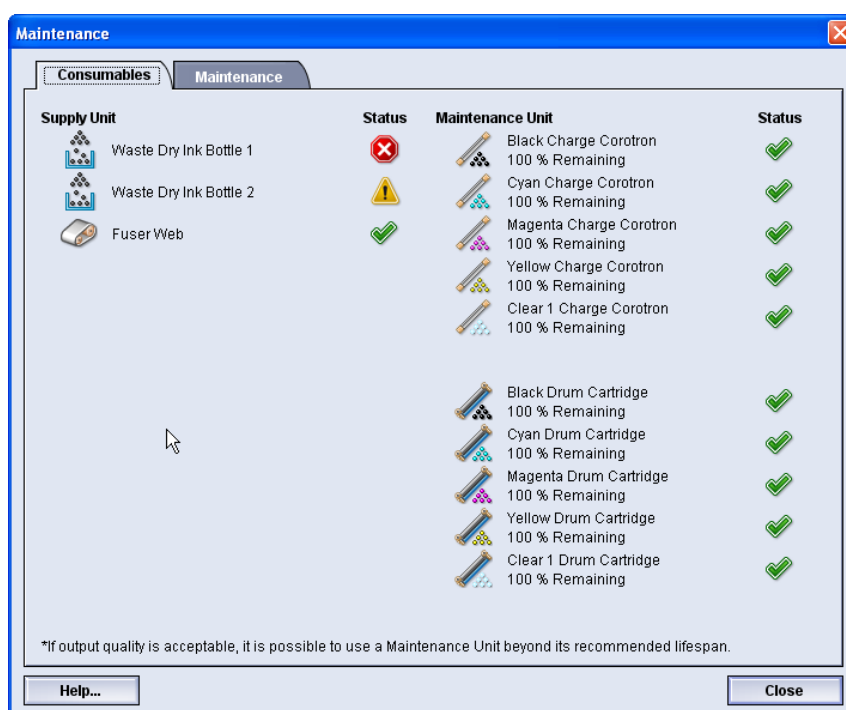 Maintenance
Consumables
Maintenance
Supply Unit
Status
Waste Dry Ink Bottle 1
Waste Dry Ink Bottle 2
Fuser Web
Maintenance Unit
Status
Black Charge Corotron
100 % Remaining
Cyan Charge Corotron
100 % Remaining
Magenta Charge Corotron
100 % Remaining
Yellow Charge Corotron
100 % Remaining
Clear 1 Charge Corotron
100 % Remaining
Black Drum Cartridge
100 % Remaining
Cyan Drum Cartridge
100 % Remaining
Magenta Drum Cartridge
100 % Remaining
Yellow Drum Cartridge
100 % Remaining
Clear 1 Drum Cartridge
100 % Remaining
*If output quality is acceptable, it is possible to use a Maintenance Unit beyond its recommended lifespan.
Help...
Close